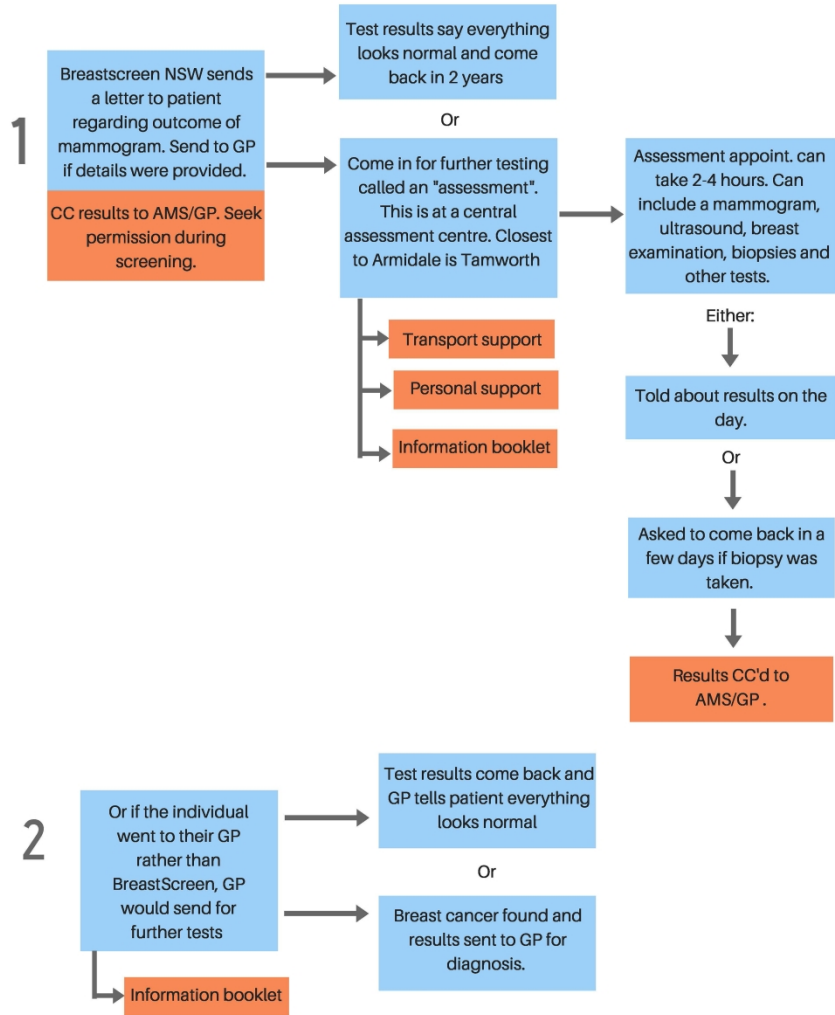 1
Breastscreen NSW sends
a letter to patient
regarding outcome of
mammogram. Send to GP
if details were provided.
CC results to AMS/GP. Seek
permission during
screening.
Test results say everything
looks normal and come
back in 2 years
Or
Come in for further testing
called an "assessment".
This is at a central
assessment centre. Closest
to Armidale is Tamworth
Transport support
Personal support
Information booklet
Assessment appoint. can
take 2-4 hours. Can
include a mammogram,
ultrasound, breast
examination, biopsies and
other tests.
Either:
Told about results on the
day.
Or
Asked to come back in a
few days if biopsy was
taken.
Results CC'd to
AMS/GP .
2
Or if the individual
went to their GP
rather than
BreastScreen, GP
would send for
further tests
Information booklet
Test results come back and
GP tells patient everything
looks normal
Or
Breast cancer found and
results sent to GP for
diagnosis.